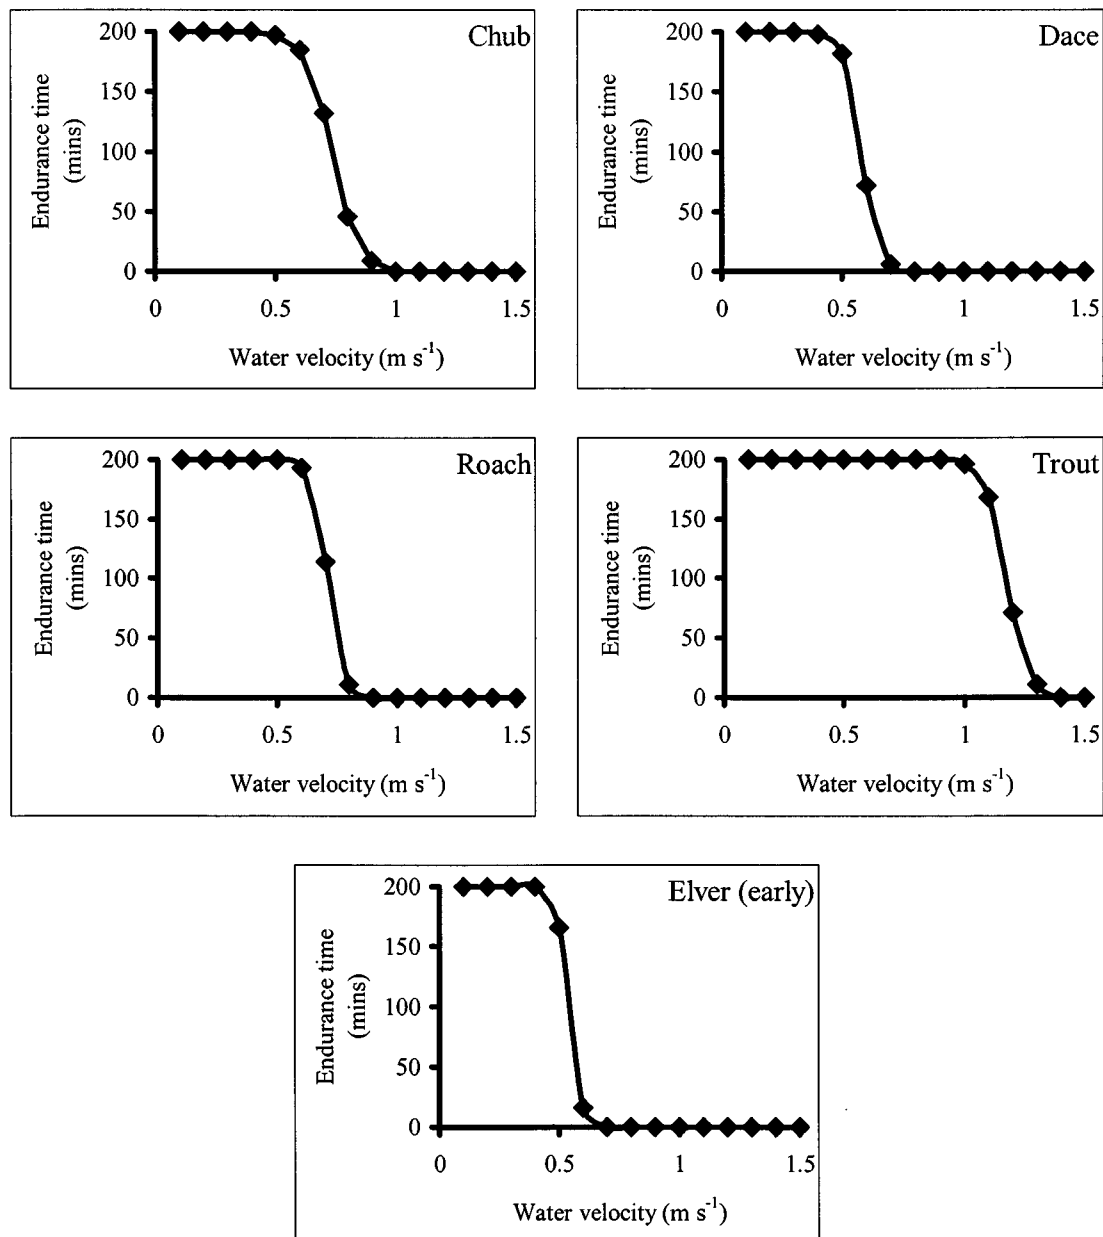 Chub
Endurance time
(mins)
200
150
100
50
0
0 0.5 1 1.5
Water velocity (m s⁻¹)
Dace
Endurance time
(mins)
200
150
100
50
0
0 0.5 1 1.5
Water velocity (m s⁻¹)
Roach
Endurance time
(mins)
200
150
100
50
0
0 0.5 1 1.5
Water velocity (m s⁻¹)
Trout
Endurance time
(mins)
200
150
100
50
0
0 0.5 1 1.5
Water velocity (m s⁻¹)
Elver (early)
Endurance time
(mins)
200
150
100
50
0
0 0.5 1 1.5
Water velocity (m s⁻¹)